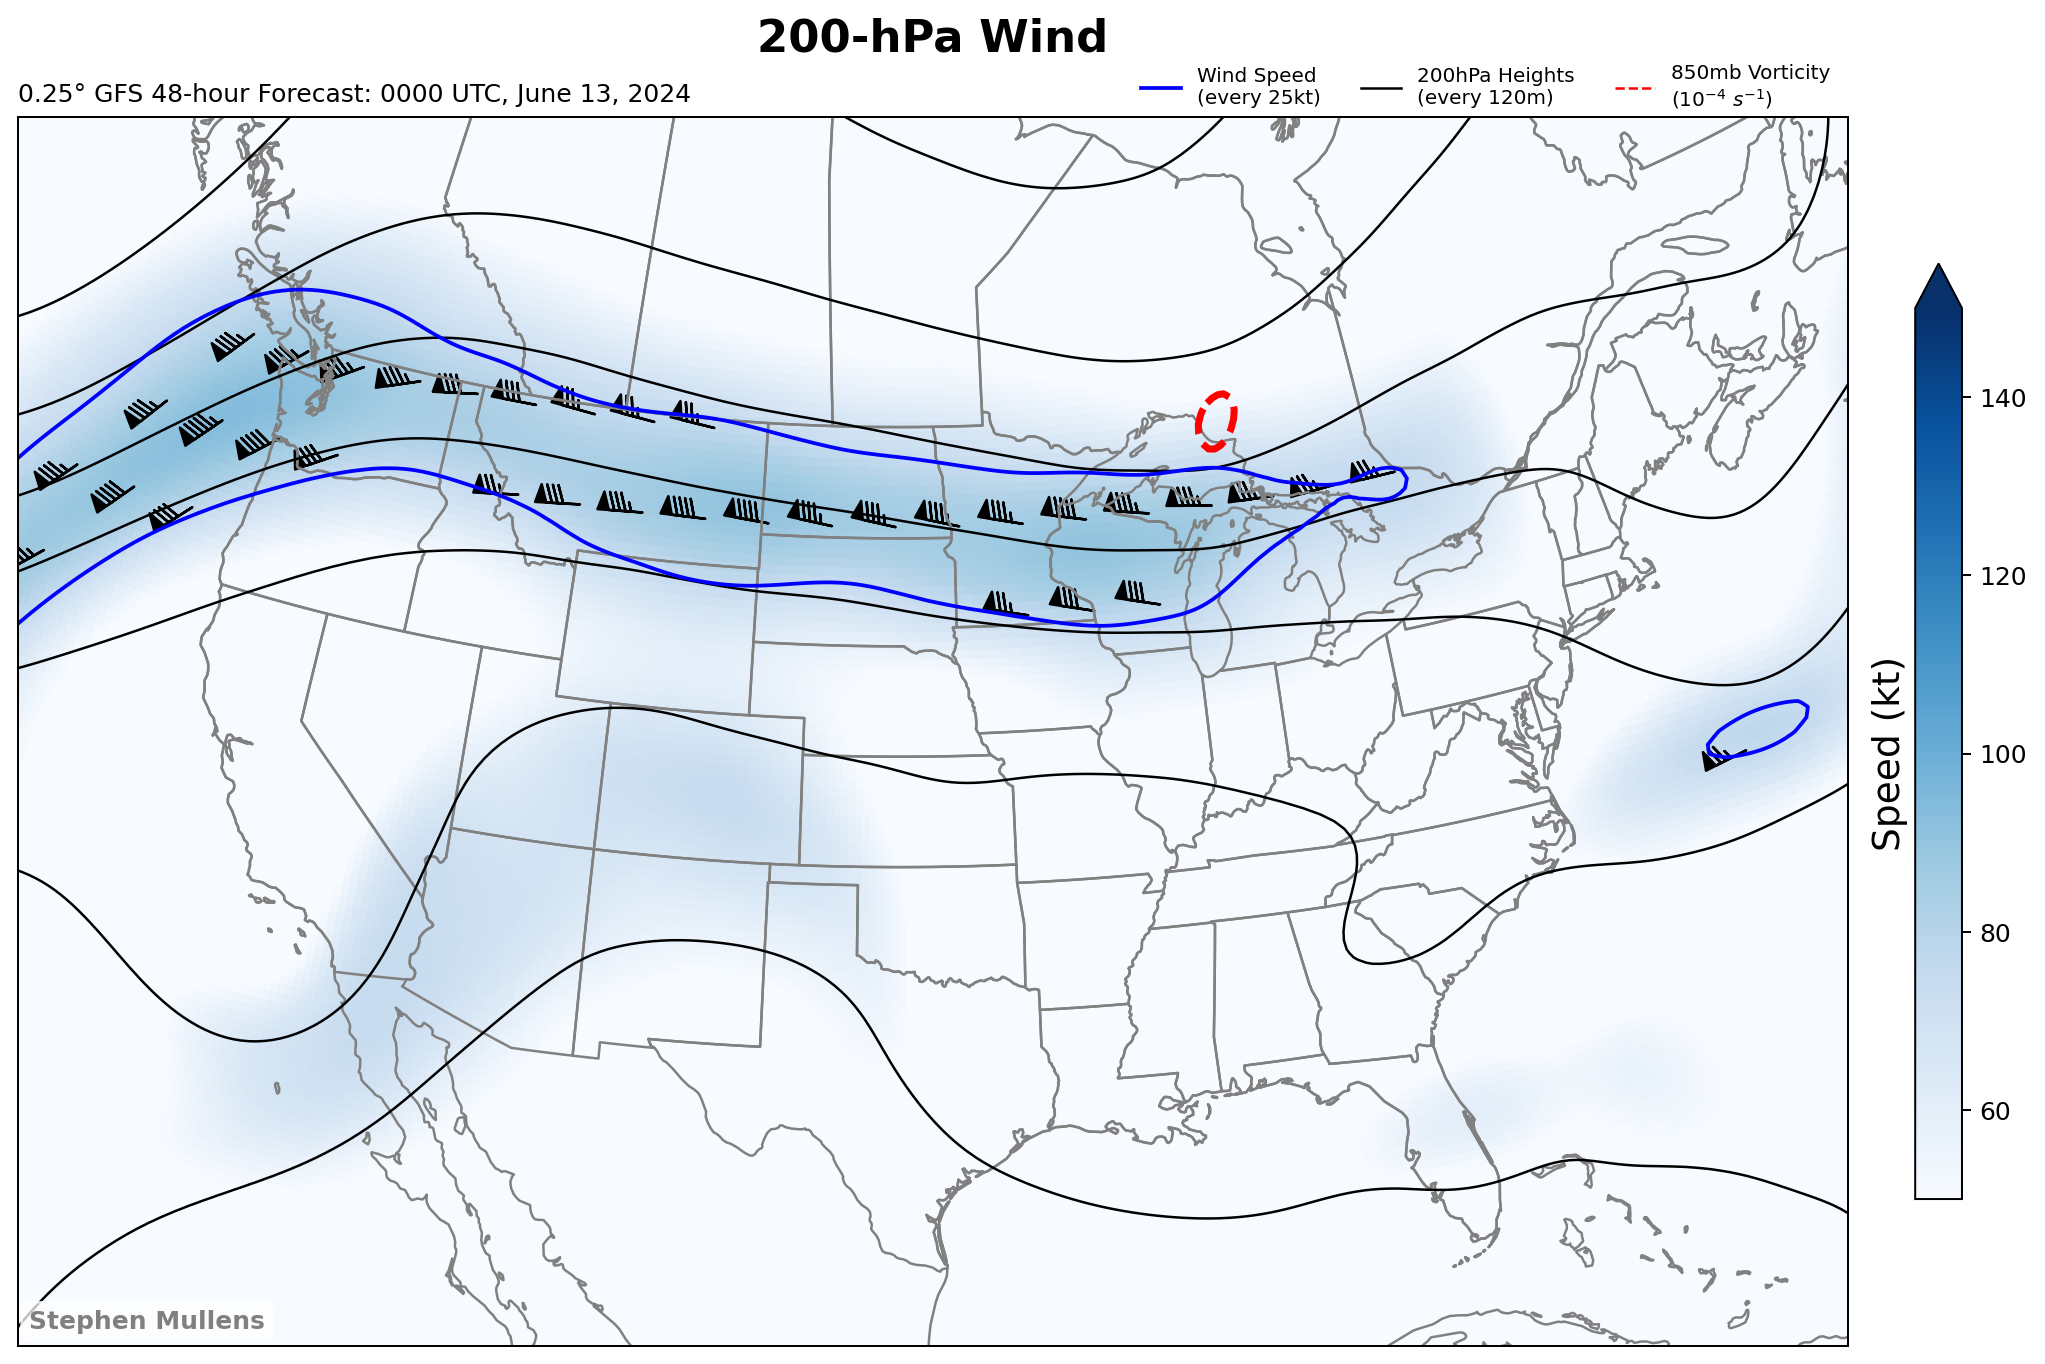 200-hPa Wind
0.25° GFS 48-hour Forecast: 0000 UTC, June 13, 2024
Wind Speed
(every 25kt)
200hPa Heights
(every 120m)
850mb Vorticity
(10⁻⁴ s⁻¹)
140
120
100
80
60
Speed (kt)
Stephen Mullens